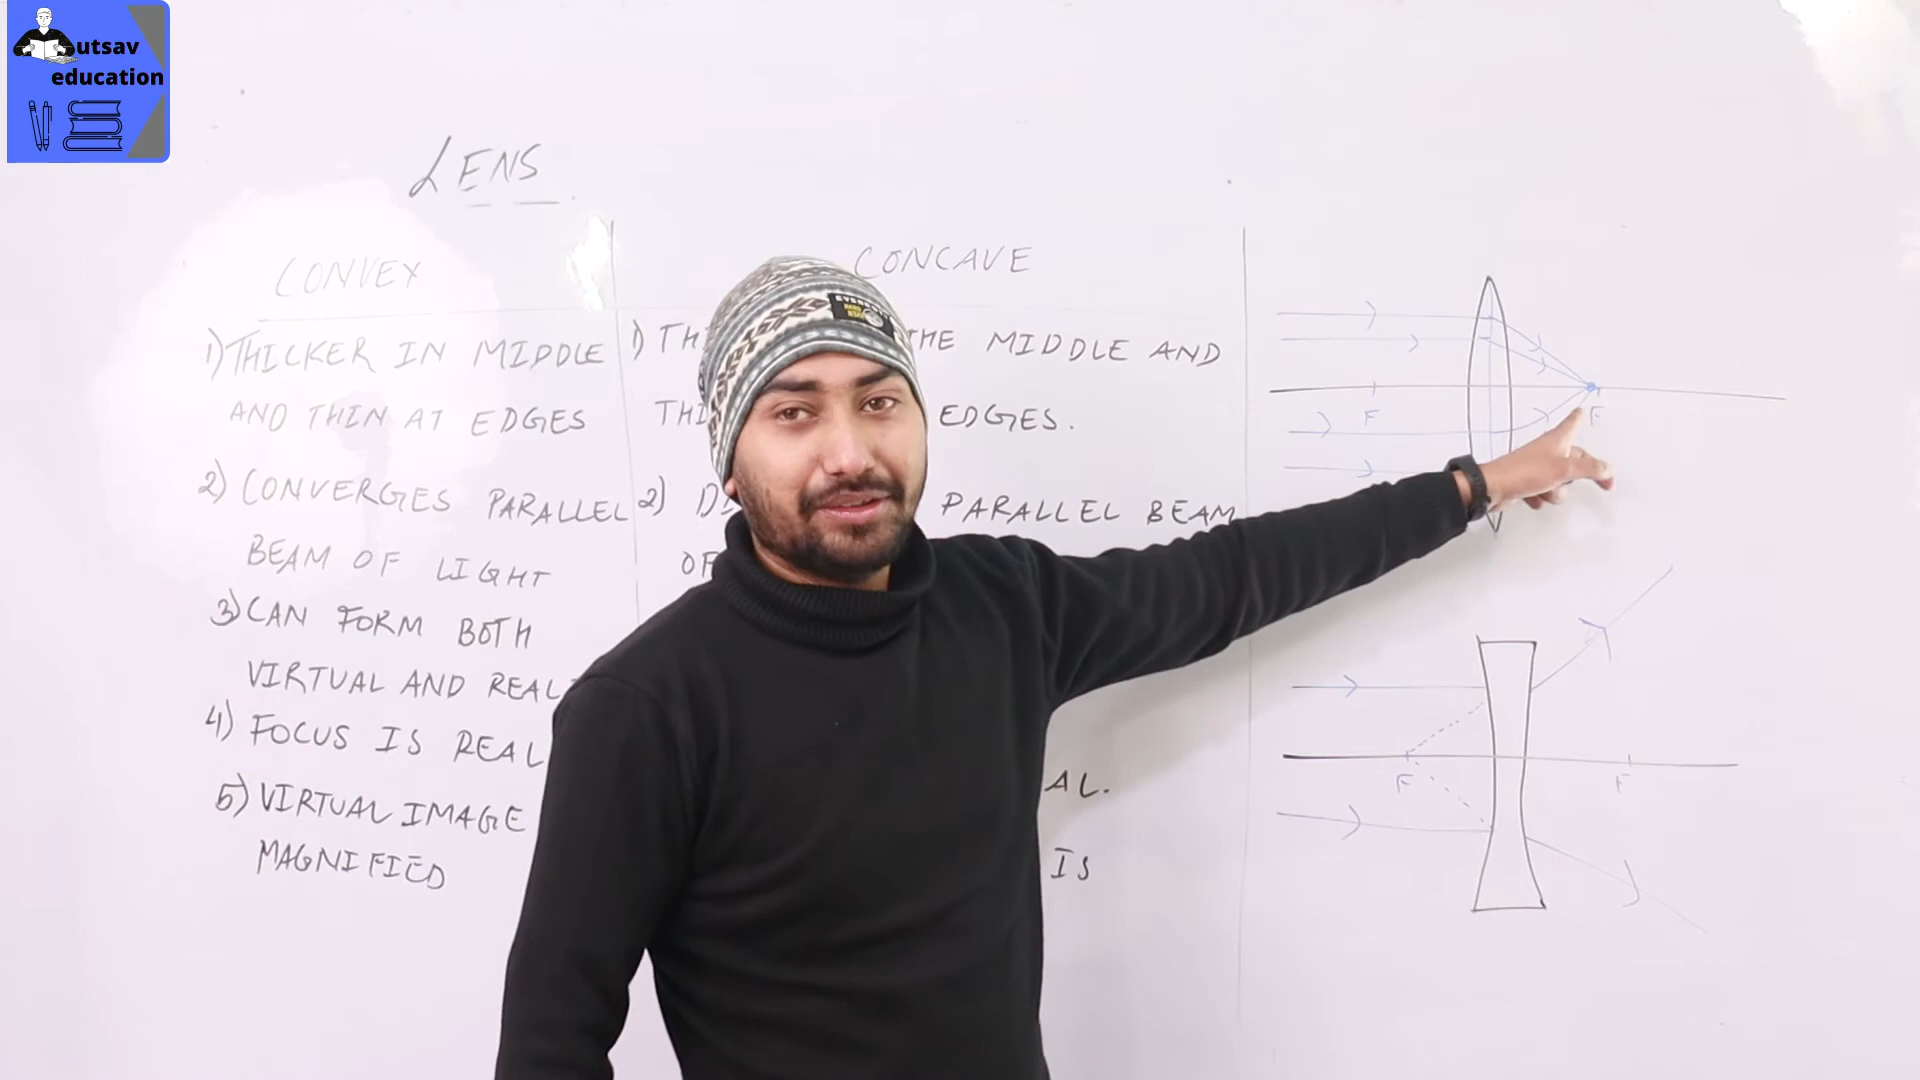 utsav
education
LENS
CONVEX
CONCAVE
1) THICKER IN MIDDLE
AND THIN AT EDGES
2) CONVERGES PARALLEL
BEAM OF LIGHT
3) CAN FORM BOTH
VIRTUAL AND REAL
4) FOCUS IS REAL
5) VIRTUAL IMAGE
MAGNIFIED
1) THE MIDDLE AND
EDGES.
2) PARALLEL BEAM
OF
AL.
IS
F
F
F
F